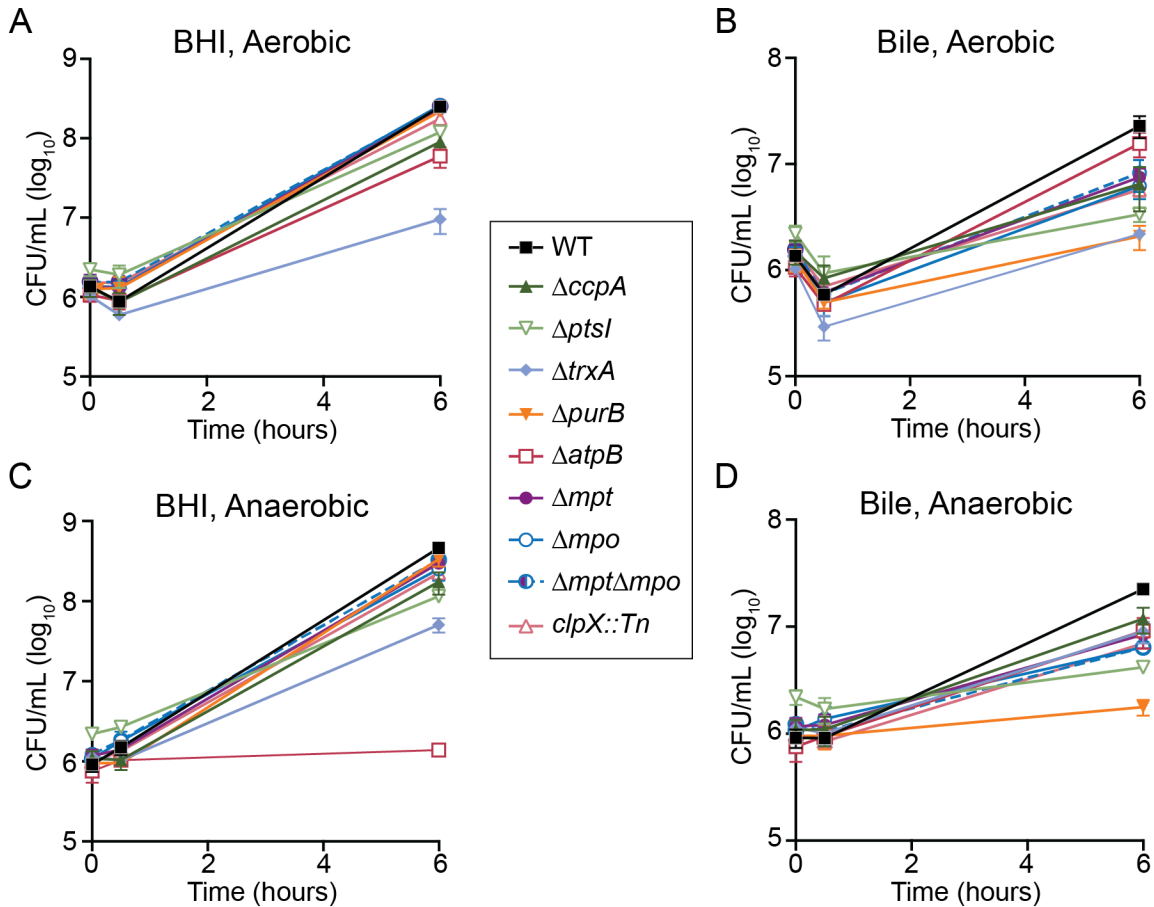 A
BHI, Aerobic
9
8
7
6
5
CFU/mL (log10)
0 2 4 6
Time (hours)
B
Bile, Aerobic
8
7
6
5
CFU/mL (log10)
0 2 4 6
Time (hours)
WT
ΔccpA
ΔptsI
ΔtrxA
ΔpurB
ΔatpB
Δmpt
Δmpo
ΔmptΔmpo
clpX::Tn
C
BHI, Anaerobic
9
8
7
6
5
CFU/mL (log10)
0 2 4 6
Time (hours)
D
Bile, Anaerobic
8
7
6
5
CFU/mL (log10)
0 2 4 6
Time (hours)